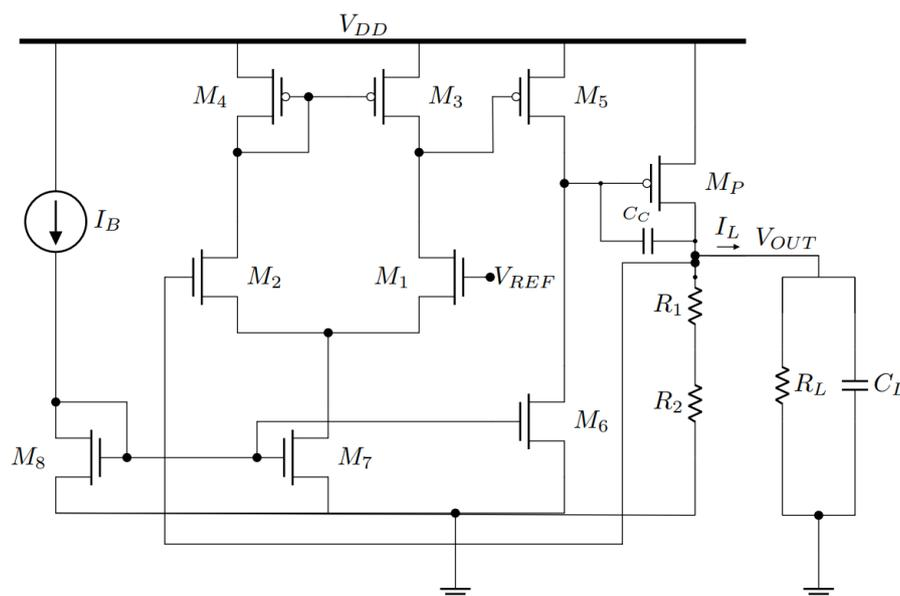 V_DD
M_4
M_3
M_5
M_P
I_B
C_C
I_L
V_OUT
M_2
M_1
V_REF
R_1
R_L
C_L
R_2
M_6
M_8
M_7